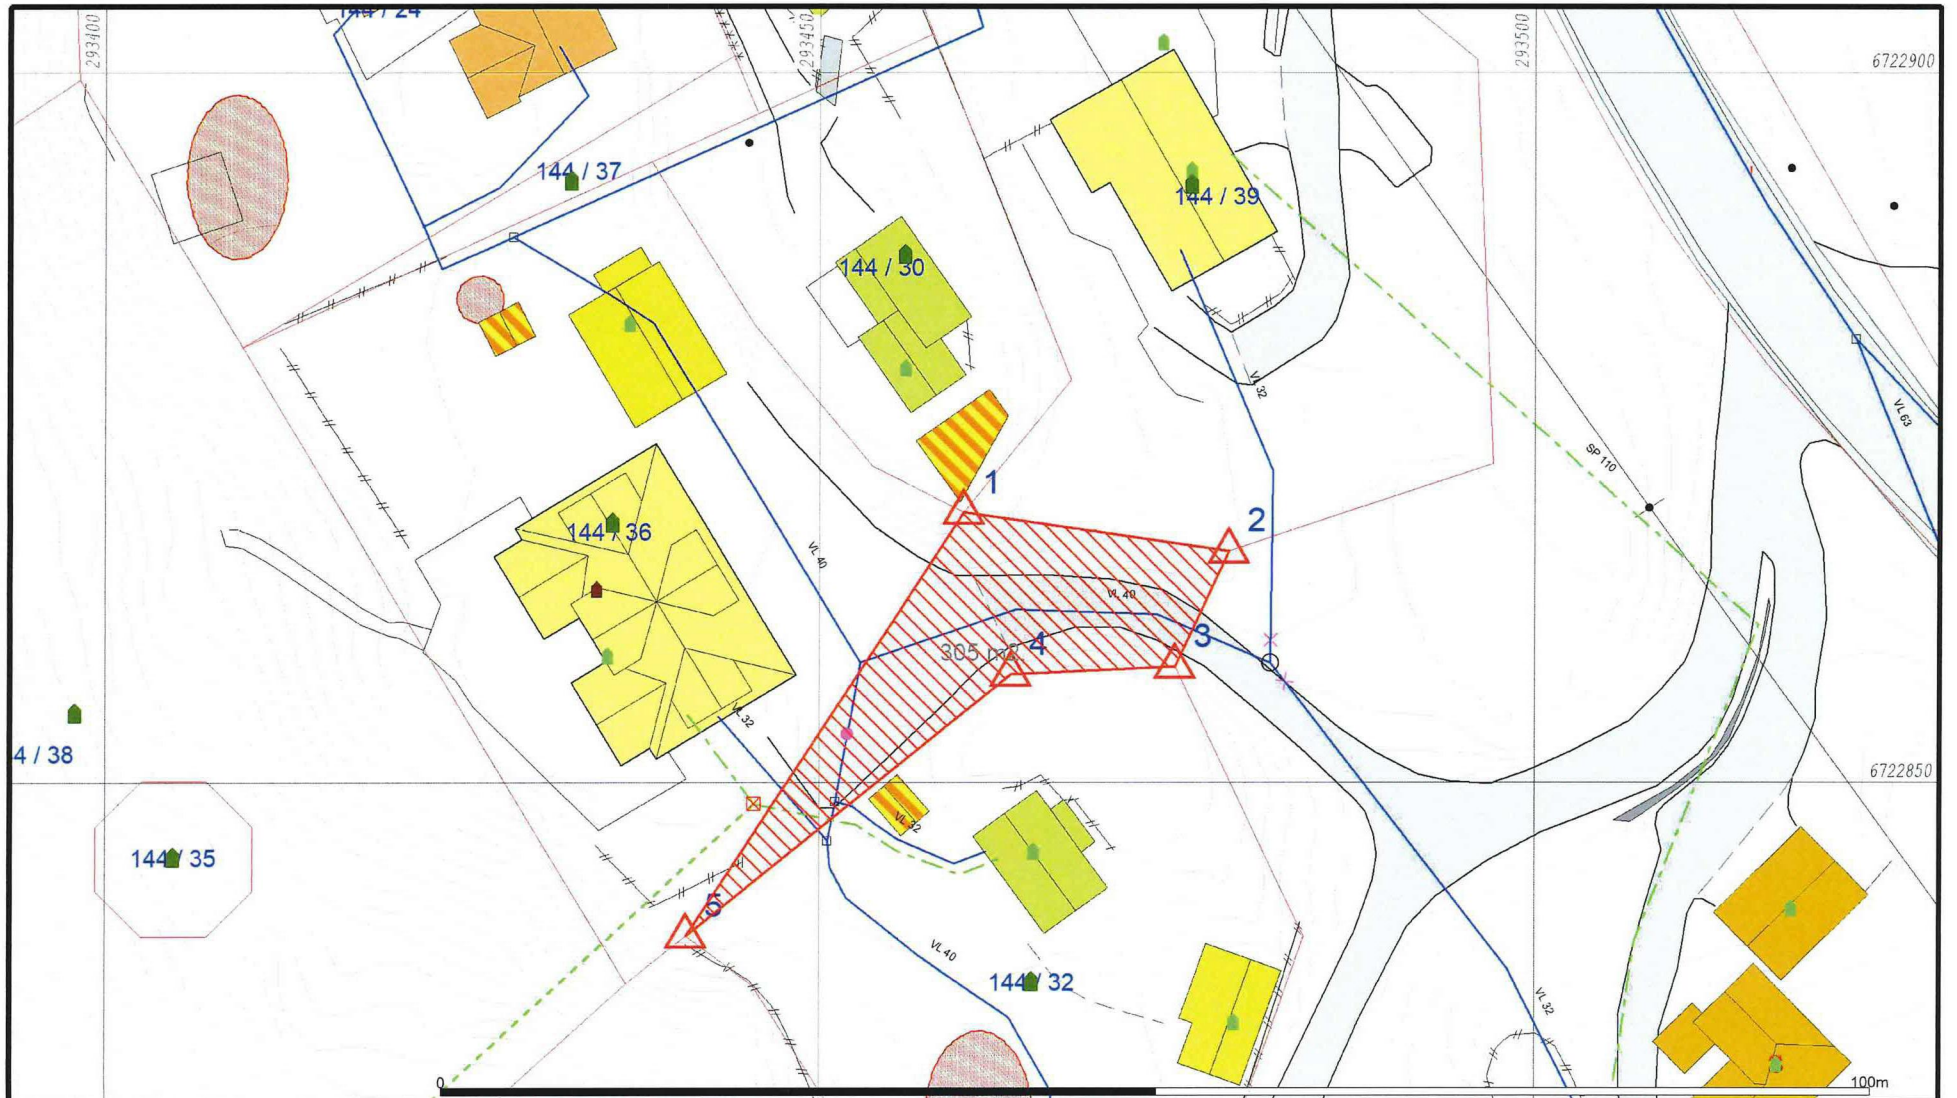 144 / 24
293400
293450
293500
6722900
144 / 37
144 / 39
144 / 30
VL 32
VL 63
SP 110
1
2
144 / 36
VL 40
VL 40
3
4
305 m2
VL 32
4 / 38
6722850
VL 32
144 / 35
5
VL 40
144 / 32
VL 32
0
100m